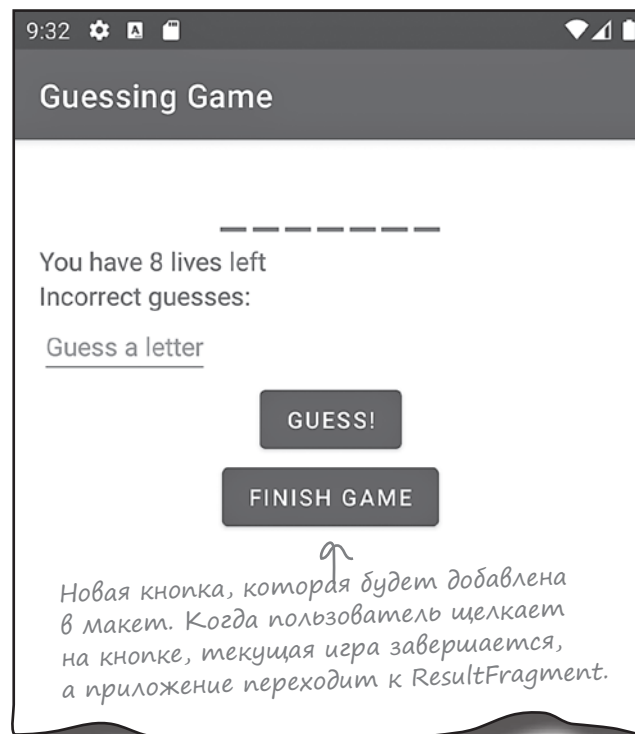 9:32
Guessing Game
_ _ _ _ _ _ _
You have 8 lives left
Incorrect guesses:
Guess a letter
GUESS!
FINISH GAME
Новая кнопка, которая будет добавлена
в макет. Когда пользователь щелкает
на кнопке, текущая игра завершается,
а приложение переходит к ResultFragment.